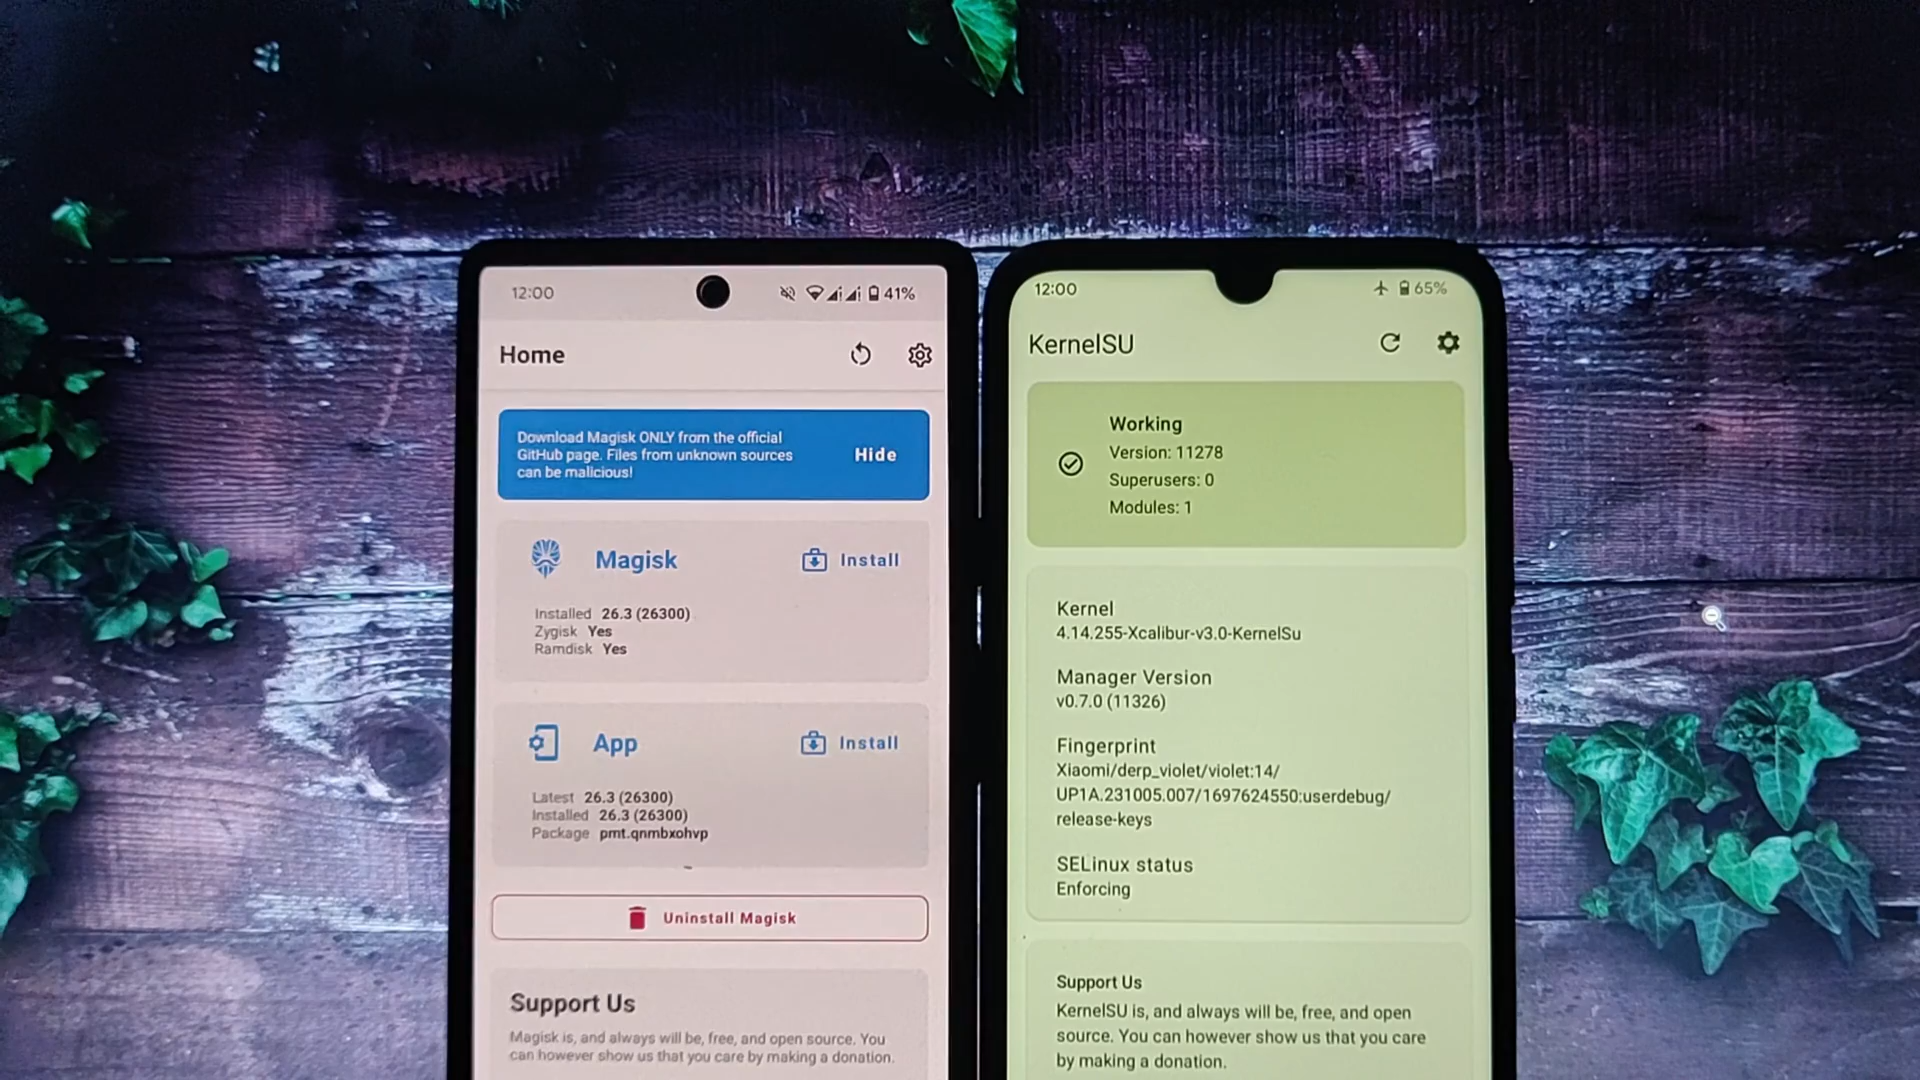 12:00
41%
Home
Download Magisk ONLY from the official
GitHub page. Files from unknown sources
can be malicious!
Hide
Magisk
Install
Installed 26.3 (26300)
Zygisk Yes
Ramdisk Yes
App
Install
Latest 26.3 (26300)
Installed 26.3 (26300)
Package pmt.qnmbxohvp
Uninstall Magisk
Support Us
Magisk is, and always will be, free, and open source. You
can however show us that you care by making a donation.
12:00
65%
KernelSU
Working
Version: 11278
Superusers: 0
Modules: 1
Kernel
4.14.255-Xcalibur-v3.0-KernelSu
Manager Version
v0.7.0 (11326)
Fingerprint
Xiaomi/derp_violet/violet:14/
UP1A.231005.007/1697624550:userdebug/
release-keys
SELinux status
Enforcing
Support Us
KernelSU is, and always will be, free, and open
source. You can however show us that you care
by making a donation.